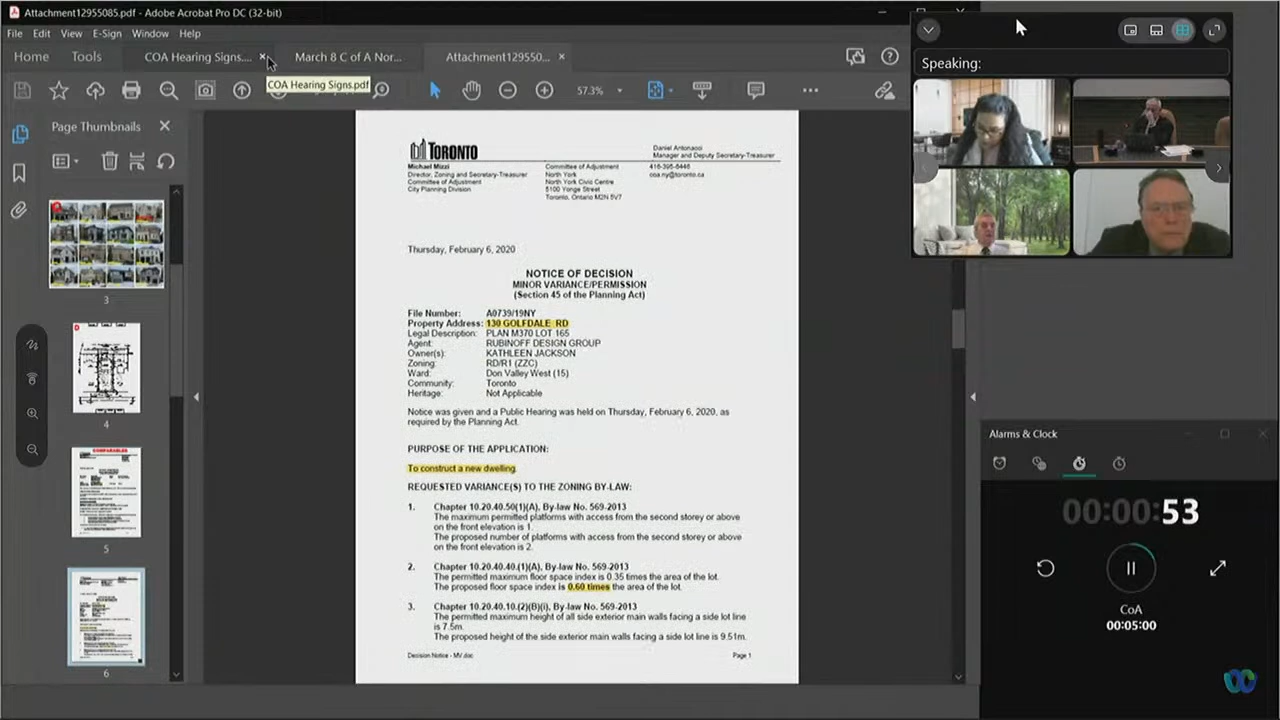 Attachment12955085.pdf - Adobe Acrobat Pro DC (32-bit)
File Edit View E-Sign Window Help
Home Tools COA Hearing Signs.... March 8 C of A Nor... Attachment129550...
COA Hearing Signs.pdf
57.3%
Speaking:
Page Thumbnails
3
4
COMPARABLES
5
6
TORONTO
Michael Mizzi
Director, Zoning and Secretary-Treasurer
Committee of Adjustment
City Planning Division
Committee of Adjustment
North York
North York Civic Centre
5100 Yonge Street
Toronto, Ontario M2N 5V7
Daniel Antonacci
Manager and Deputy Secretary-Treasurer
416-395-6446
coa.ny@toronto.ca
Thursday, February 6, 2020
NOTICE OF DECISION
MINOR VARIANCE/PERMISSION
(Section 45 of the Planning Act)
File Number: A0739/19NY
Property Address: 130 GOLFDALE RD
Legal Description: PLAN M370 LOT 165
Agent: RUBINOFF DESIGN GROUP
Owner(s): KATHLEEN JACKSON
Zoning: RD/R1 (ZZC)
Ward: Don Valley West (15)
Community: Toronto
Heritage: Not Applicable
Notice was given and a Public Hearing was held on Thursday, February 6, 2020, as
required by the Planning Act.
PURPOSE OF THE APPLICATION:
To construct a new dwelling.
REQUESTED VARIANCE(S) TO THE ZONING BY-LAW:
1. Chapter 10.20.40.50(1)(A), By-law No. 569-2013
The maximum permitted platforms with access from the second storey or above
on the front elevation is 1.
The proposed number of platforms with access from the second storey or above
on the front elevation is 2.
2. Chapter 10.20.40.40.(1)(A), By-law No. 569-2013
The permitted maximum floor space index is 0.35 times the area of the lot.
The proposed floor space index is 0.60 times the area of the lot.
3. Chapter 10.20.40.10.(2)(B)(i), By-law No. 569-2013
The permitted maximum height of all side exterior main walls facing a side lot line
is 7.5m.
The proposed height of the side exterior main walls facing a side lot line is 9.51m.
Decision Notice - MV.doc Page 1
Alarms & Clock
00:00:53
CoA
00:05:00